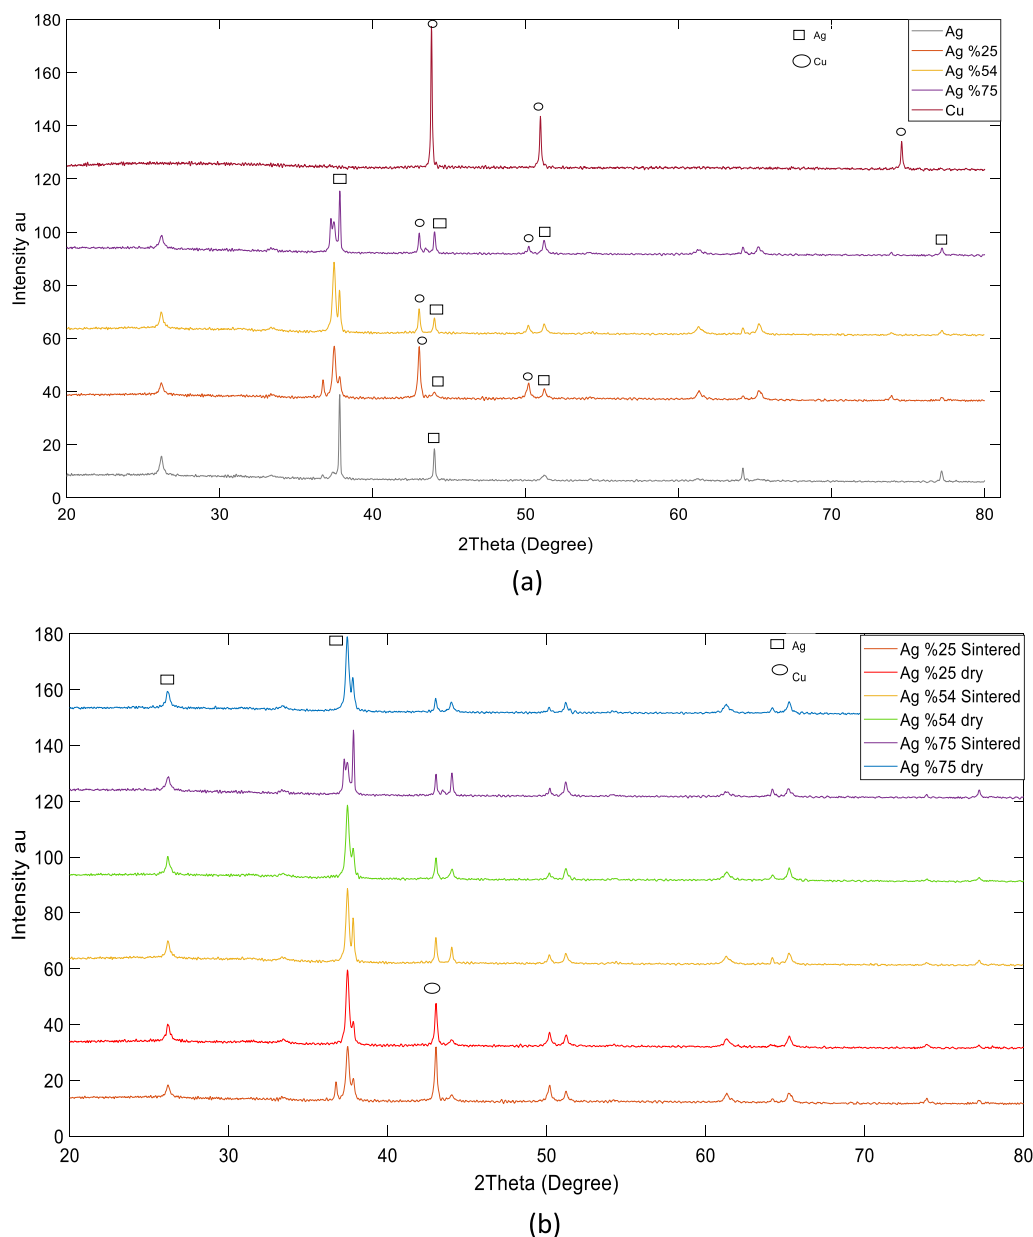 180
160
140
120
100
80
60
40
20
0
Intensity au
20
30
40
50
60
70
80
2Theta (Degree)
Ag
Cu
Ag
Ag %25
Ag %54
Ag %75
Cu
(a)
180
160
140
120
100
80
60
40
20
0
Intensity au
20
30
40
50
60
70
80
2Theta (Degree)
Ag
Cu
Ag %25 Sintered
Ag %25 dry
Ag %54 Sintered
Ag %54 dry
Ag %75 Sintered
Ag %75 dry
(b)